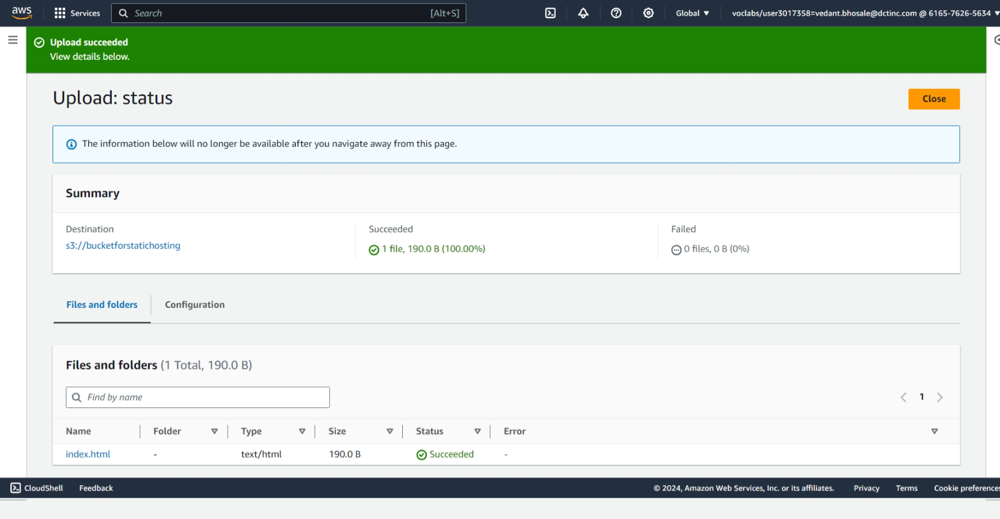 aws Services Search [Alt+S] Global voclabs/user3017358=vedant.bhosale@dctinc.com @ 6165-7626-5634
Upload succeeded
View details below.
Upload: status
Close
The information below will no longer be available after you navigate away from this page.
Summary
Destination
s3://bucketforstatichosting
Succeeded
1 file, 190.0 B (100.00%)
Failed
0 files, 0 B (0%)
Files and folders Configuration
Files and folders (1 Total, 190.0 B)
Find by name
1
Name Folder Type Size Status Error
index.html - text/html 190.0 B Succeeded -
CloudShell Feedback © 2024, Amazon Web Services, Inc. or its affiliates. Privacy Terms Cookie preferences